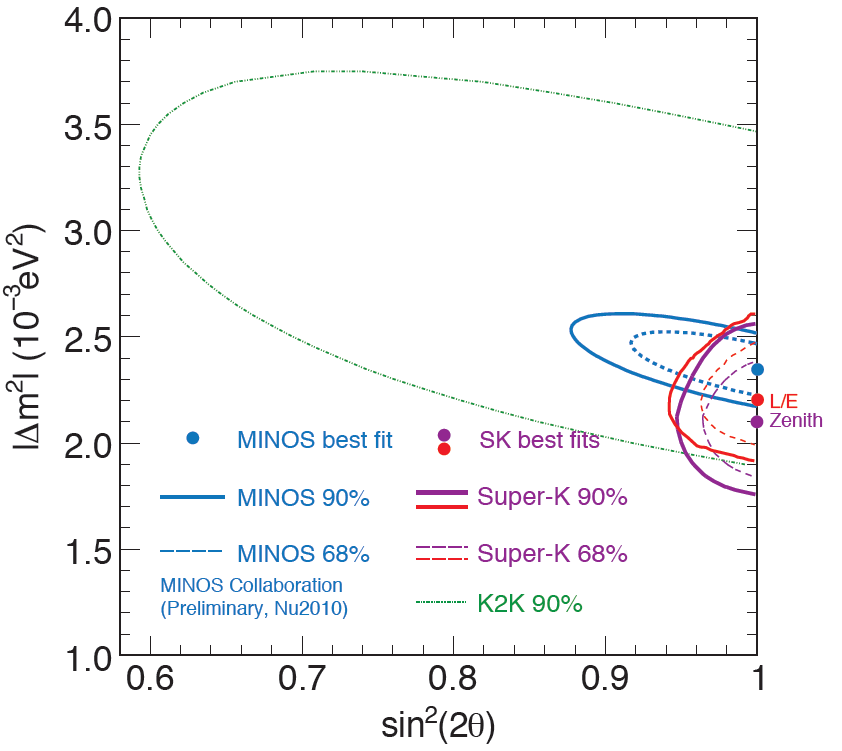 4.0
3.5
3.0
2.5
2.0
1.5
1.0
|Δm²| (10⁻³eV²)
L/E
Zenith
MINOS best fit
SK best fits
MINOS 90%
Super-K 90%
MINOS 68%
Super-K 68%
MINOS Collaboration
(Preliminary, Nu2010)
K2K 90%
0.6 0.7 0.8 0.9 1
sin²(2θ)